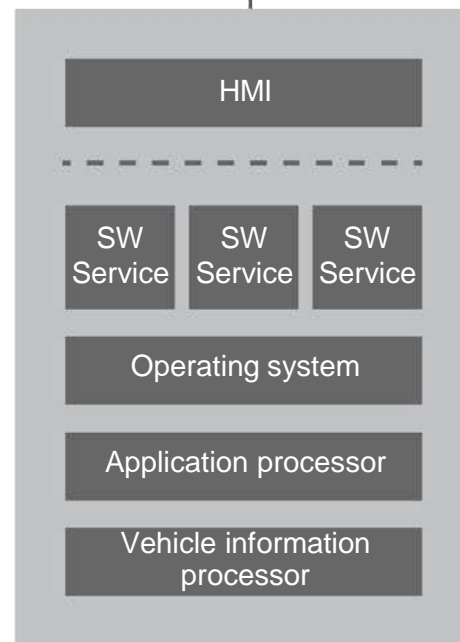 HMI
SW SW SW
Service Service Service
Operating system
Application processor
Vehicle information
processor